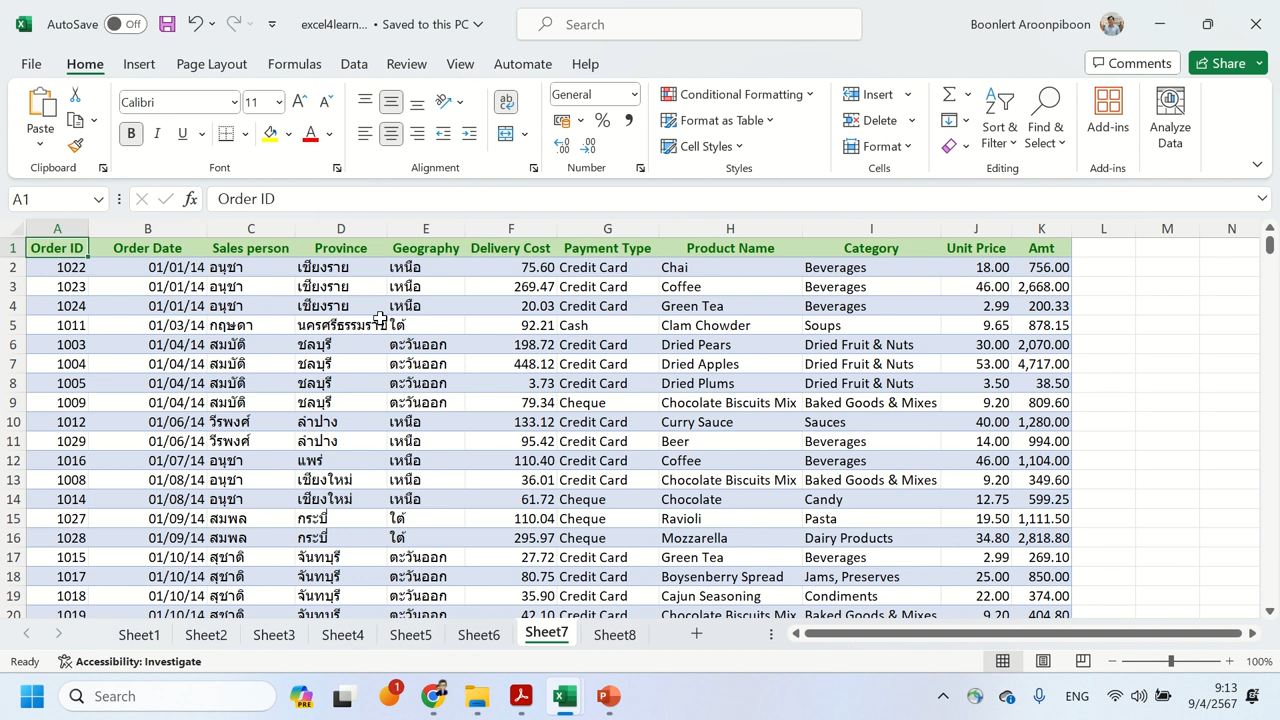 AutoSave Off excel4learn... • Saved to this PC Search Boonlert Aroonpiboon
File Home Insert Page Layout Formulas Data Review View Automate Help Comments Share
Paste Calibri 11 General Conditional Formatting Insert Sort & Find & Add-ins Analyze
B I U A ab Format as Table Delete Filter Select Data
% , Cell Styles Format
Clipboard Font Alignment Number Styles Cells Editing Add-ins
A1 fx Order ID
A B C D E F G H I J K L M N
1 Order ID Order Date Sales person Province Geography Delivery Cost Payment Type Product Name Category Unit Price Amt
2 1022 01/01/14 อนุชา เชียงราย เหนือ 75.60 Credit Card Chai Beverages 18.00 756.00
3 1023 01/01/14 อนุชา เชียงราย เหนือ 269.47 Credit Card Coffee Beverages 46.00 2,668.00
4 1024 01/01/14 อนุชา เชียงราย เหนือ 20.03 Credit Card Green Tea Beverages 2.99 200.33
5 1011 01/03/14 กฤษดา นครศรีธรรมราช ใต้ 92.21 Cash Clam Chowder Soups 9.65 878.15
6 1003 01/04/14 สมบัติ ชลบุรี ตะวันออก 198.72 Credit Card Dried Pears Dried Fruit & Nuts 30.00 2,070.00
7 1004 01/04/14 สมบัติ ชลบุรี ตะวันออก 448.12 Credit Card Dried Apples Dried Fruit & Nuts 53.00 4,717.00
8 1005 01/04/14 สมบัติ ชลบุรี ตะวันออก 3.73 Credit Card Dried Plums Dried Fruit & Nuts 3.50 38.50
9 1009 01/04/14 สมบัติ ชลบุรี ตะวันออก 79.34 Cheque Chocolate Biscuits Mix Baked Goods & Mixes 9.20 809.60
10 1012 01/06/14 วีรพงศ์ ลำปาง เหนือ 133.12 Credit Card Curry Sauce Sauces 40.00 1,280.00
11 1029 01/06/14 วีรพงศ์ ลำปาง เหนือ 95.42 Credit Card Beer Beverages 14.00 994.00
12 1016 01/07/14 อนุชา แพร่ เหนือ 110.40 Credit Card Coffee Beverages 46.00 1,104.00
13 1008 01/08/14 อนุชา เชียงใหม่ เหนือ 36.01 Credit Card Chocolate Biscuits Mix Baked Goods & Mixes 9.20 349.60
14 1014 01/08/14 อนุชา เชียงใหม่ เหนือ 61.72 Cheque Chocolate Candy 12.75 599.25
15 1027 01/09/14 สมพล กระบี่ ใต้ 110.04 Cheque Ravioli Pasta 19.50 1,111.50
16 1028 01/09/14 สมพล กระบี่ ใต้ 295.97 Cheque Mozzarella Dairy Products 34.80 2,818.80
17 1015 01/10/14 สุชาติ จันทบุรี ตะวันออก 27.72 Credit Card Green Tea Beverages 2.99 269.10
18 1017 01/10/14 สุชาติ จันทบุรี ตะวันออก 80.75 Credit Card Boysenberry Spread Jams, Preserves 25.00 850.00
19 1018 01/10/14 สุชาติ จันทบุรี ตะวันออก 35.90 Credit Card Cajun Seasoning Condiments 22.00 374.00
20 1019 01/10/14 สุชาติ จันทบุรี ตะวันออก 42.10 Credit Card Chocolate Biscuits Mix Baked Goods & Mixes 9.20 404.80
Sheet1 Sheet2 Sheet3 Sheet4 Sheet5 Sheet6 Sheet7 Sheet8
Ready Accessibility: Investigate 100%
Search PRE 1 ENG 9:13
9/4/2567